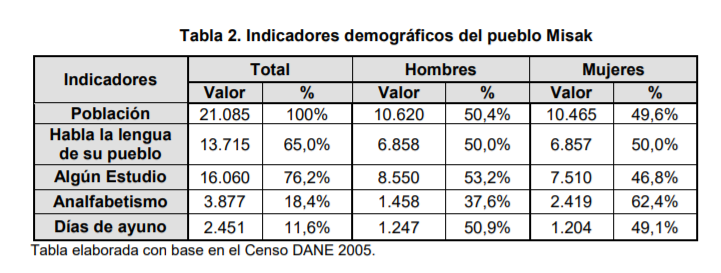 Tabla 2. Indicadores demográficos del pueblo Misak
Indicadores Total Hombres Mujeres
Valor % Valor % Valor %
Población 21.085 100% 10.620 50,4% 10.465 49,6%
Habla la lengua
de su pueblo 13.715 65,0% 6.858 50,0% 6.857 50,0%
Algún Estudio 16.060 76,2% 8.550 53,2% 7.510 46,8%
Analfabetismo 3.877 18,4% 1.458 37,6% 2.419 62,4%
Días de ayuno 2.451 11,6% 1.247 50,9% 1.204 49,1%
Tabla elaborada con base en el Censo DANE 2005.